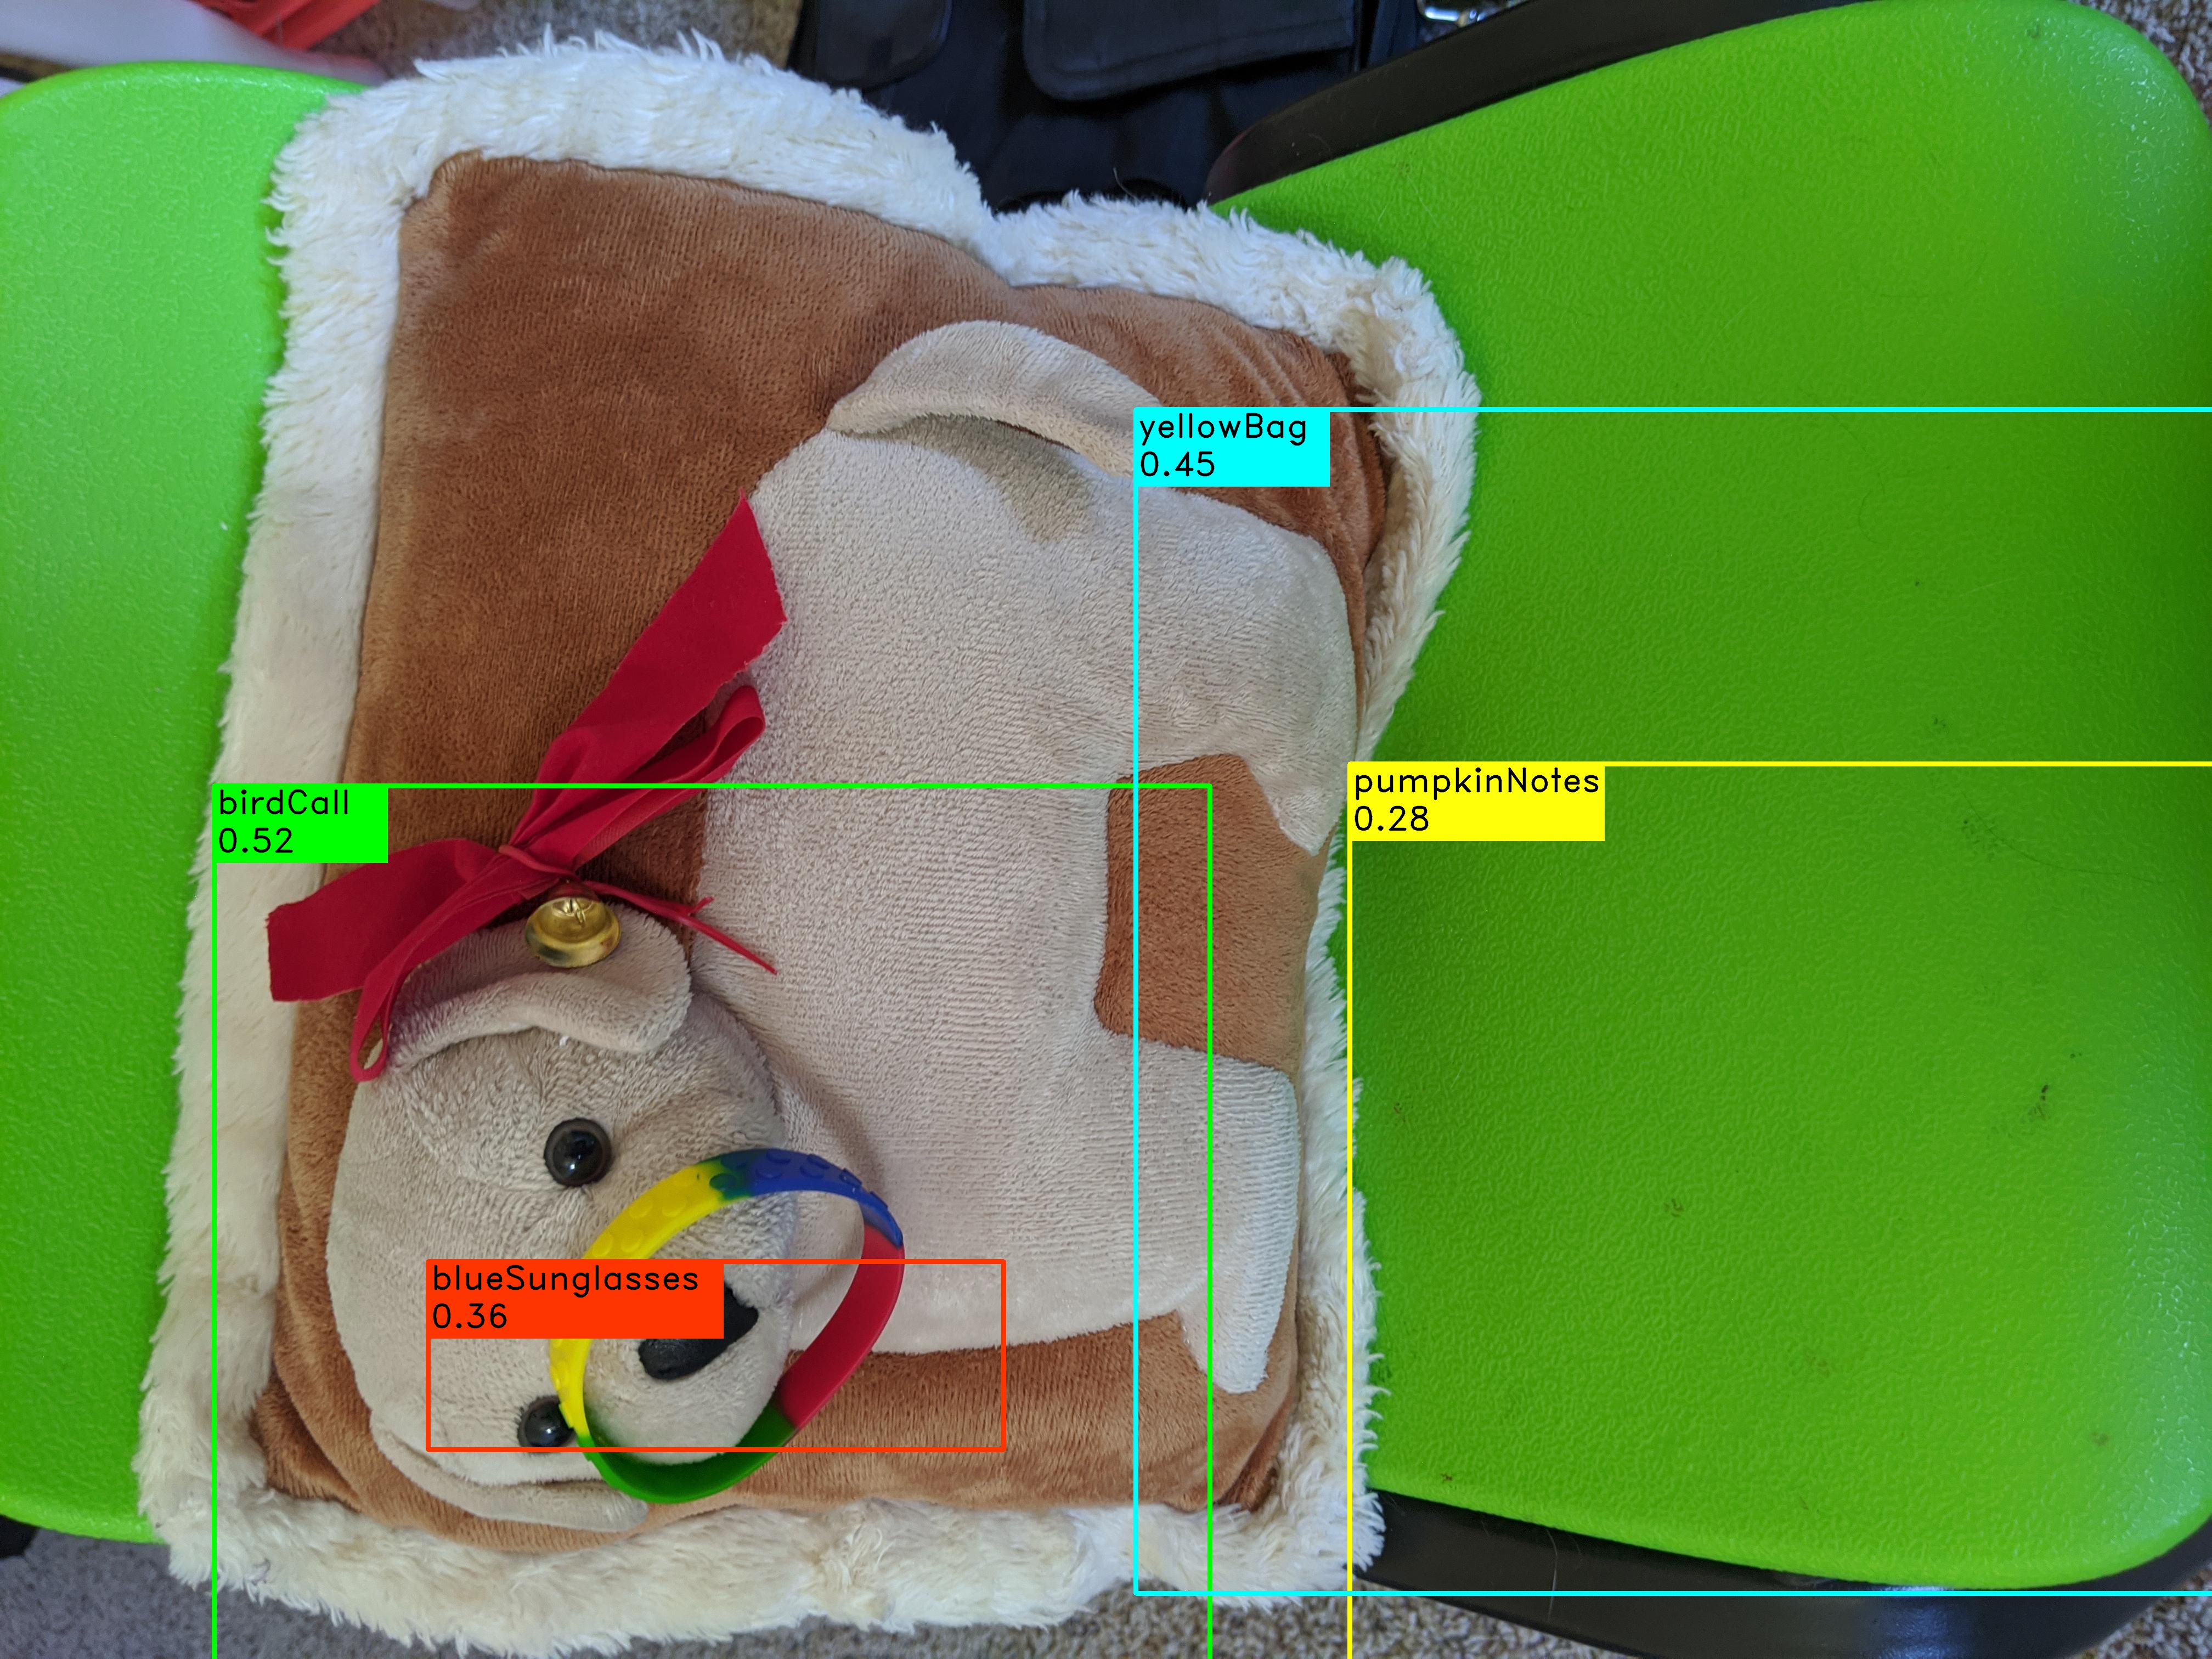 yellowBag
0.45
pumpkinNotes
0.28
birdCall
0.52
blueSunglasses
0.36